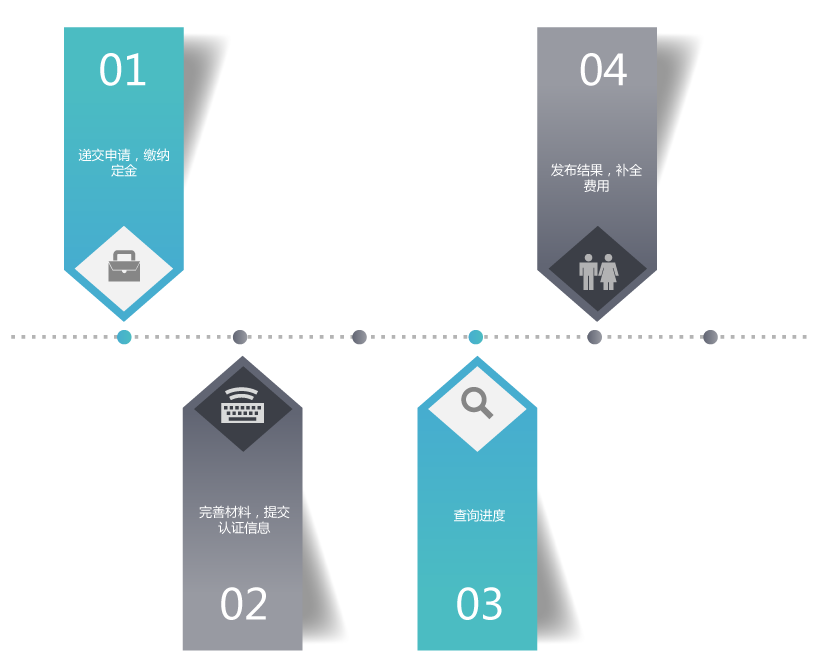 01
递交申请，缴纳
定金
完善材料，提交
认证信息
02
查询进度
03
04
发布结果，补全
费用